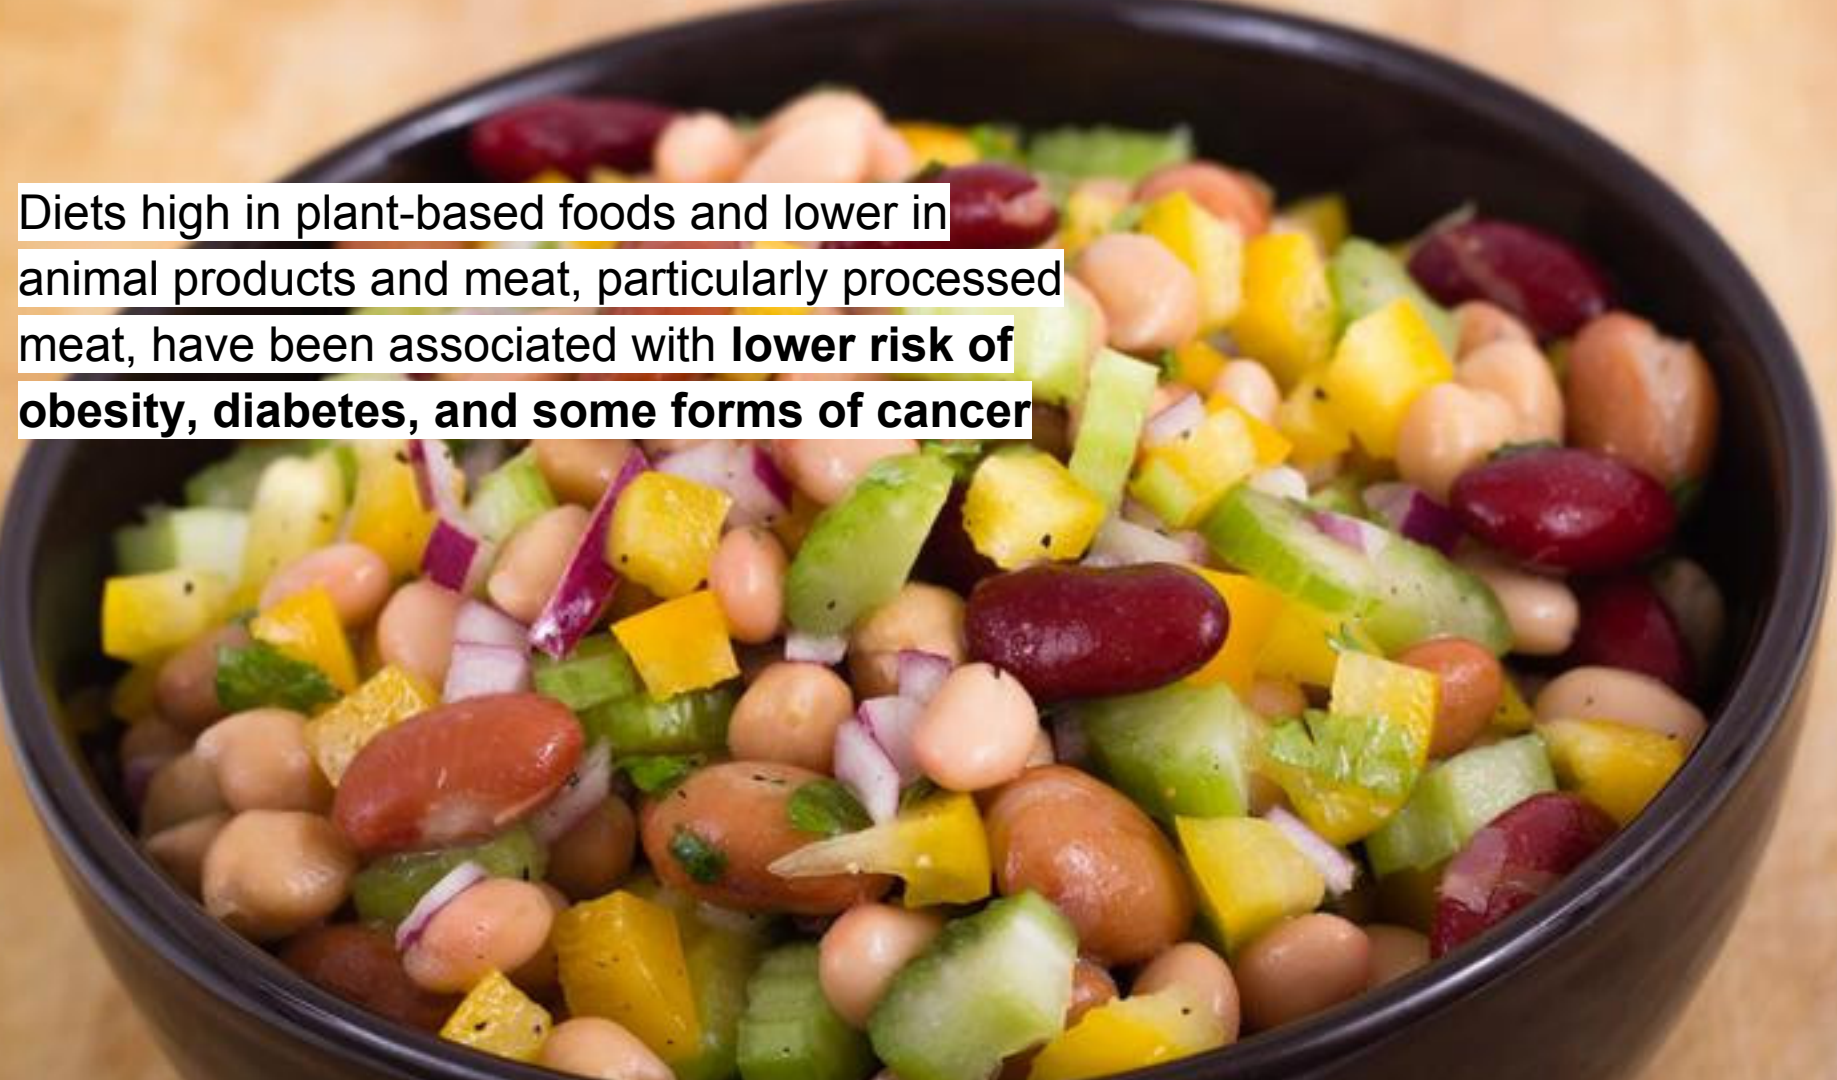 Diets high in plant-based foods and lower in
animal products and meat, particularly processed
meat, have been associated with lower risk of
obesity, diabetes, and some forms of cancer